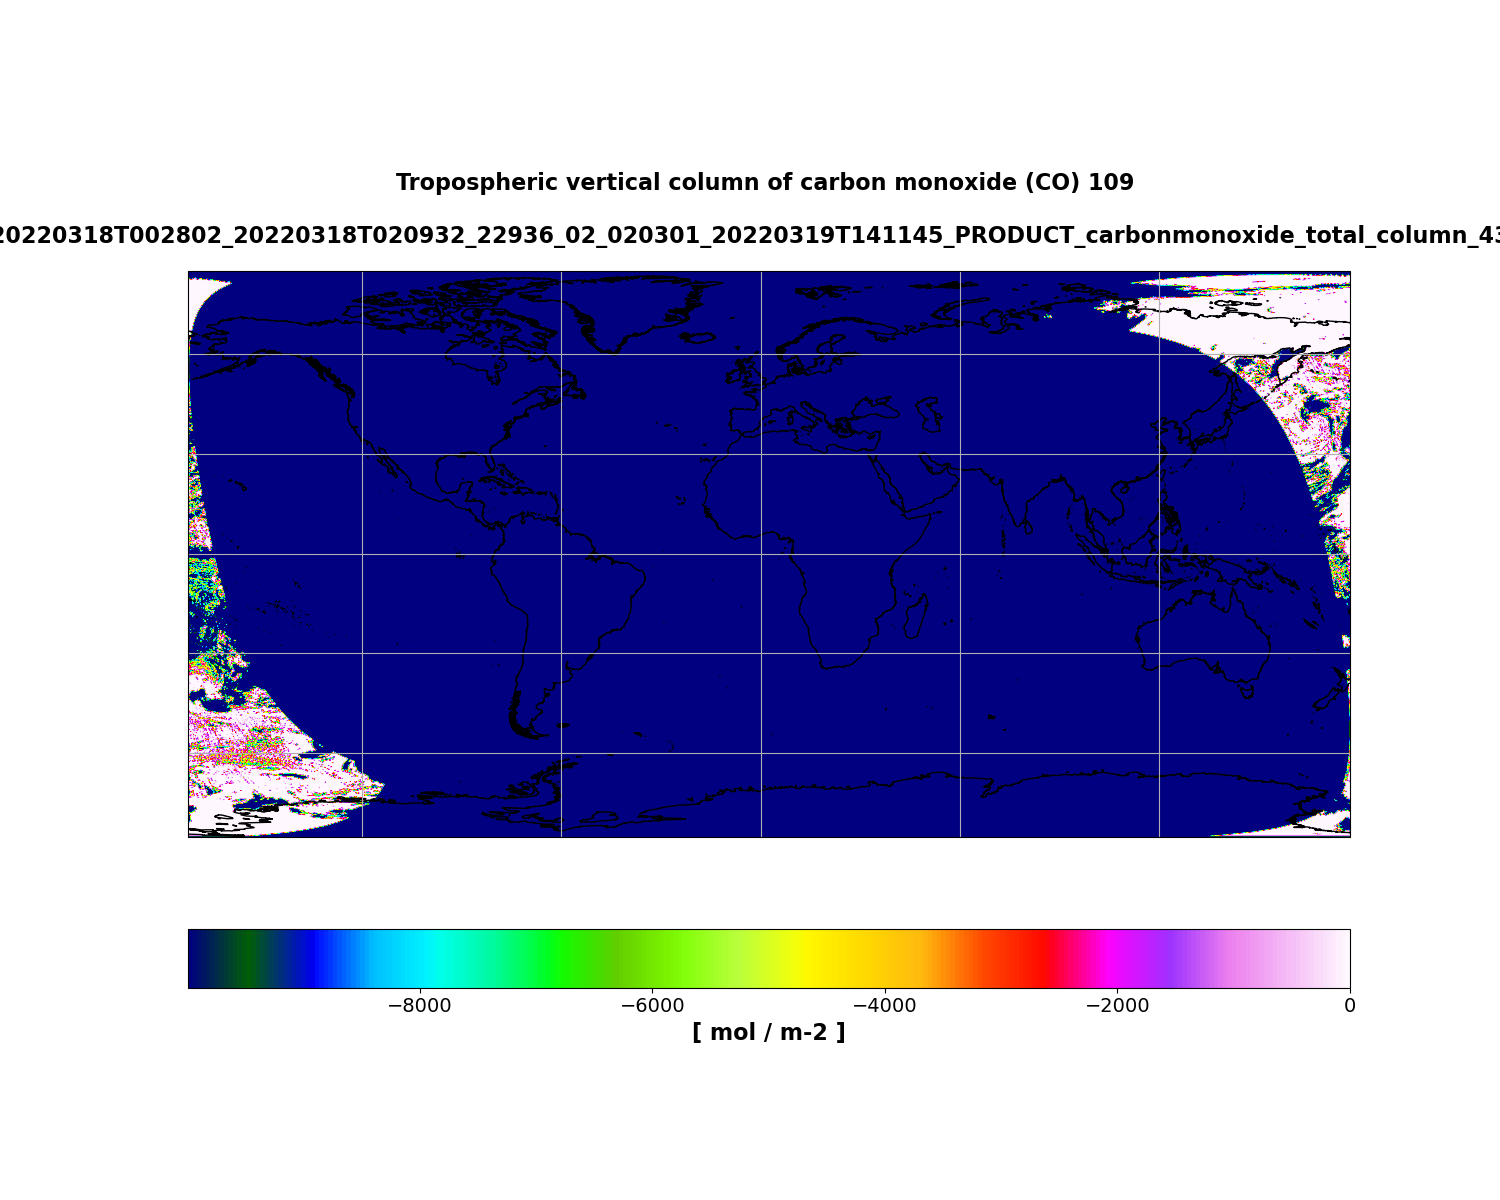 Tropospheric vertical column of carbon monoxide (CO) 109
20220318T002802_20220318T020932_22936_02_020301_20220319T141145_PRODUCT_carbonmonoxide_total_column_43
−8000 −6000 −4000 −2000 0
[ mol / m-2 ]